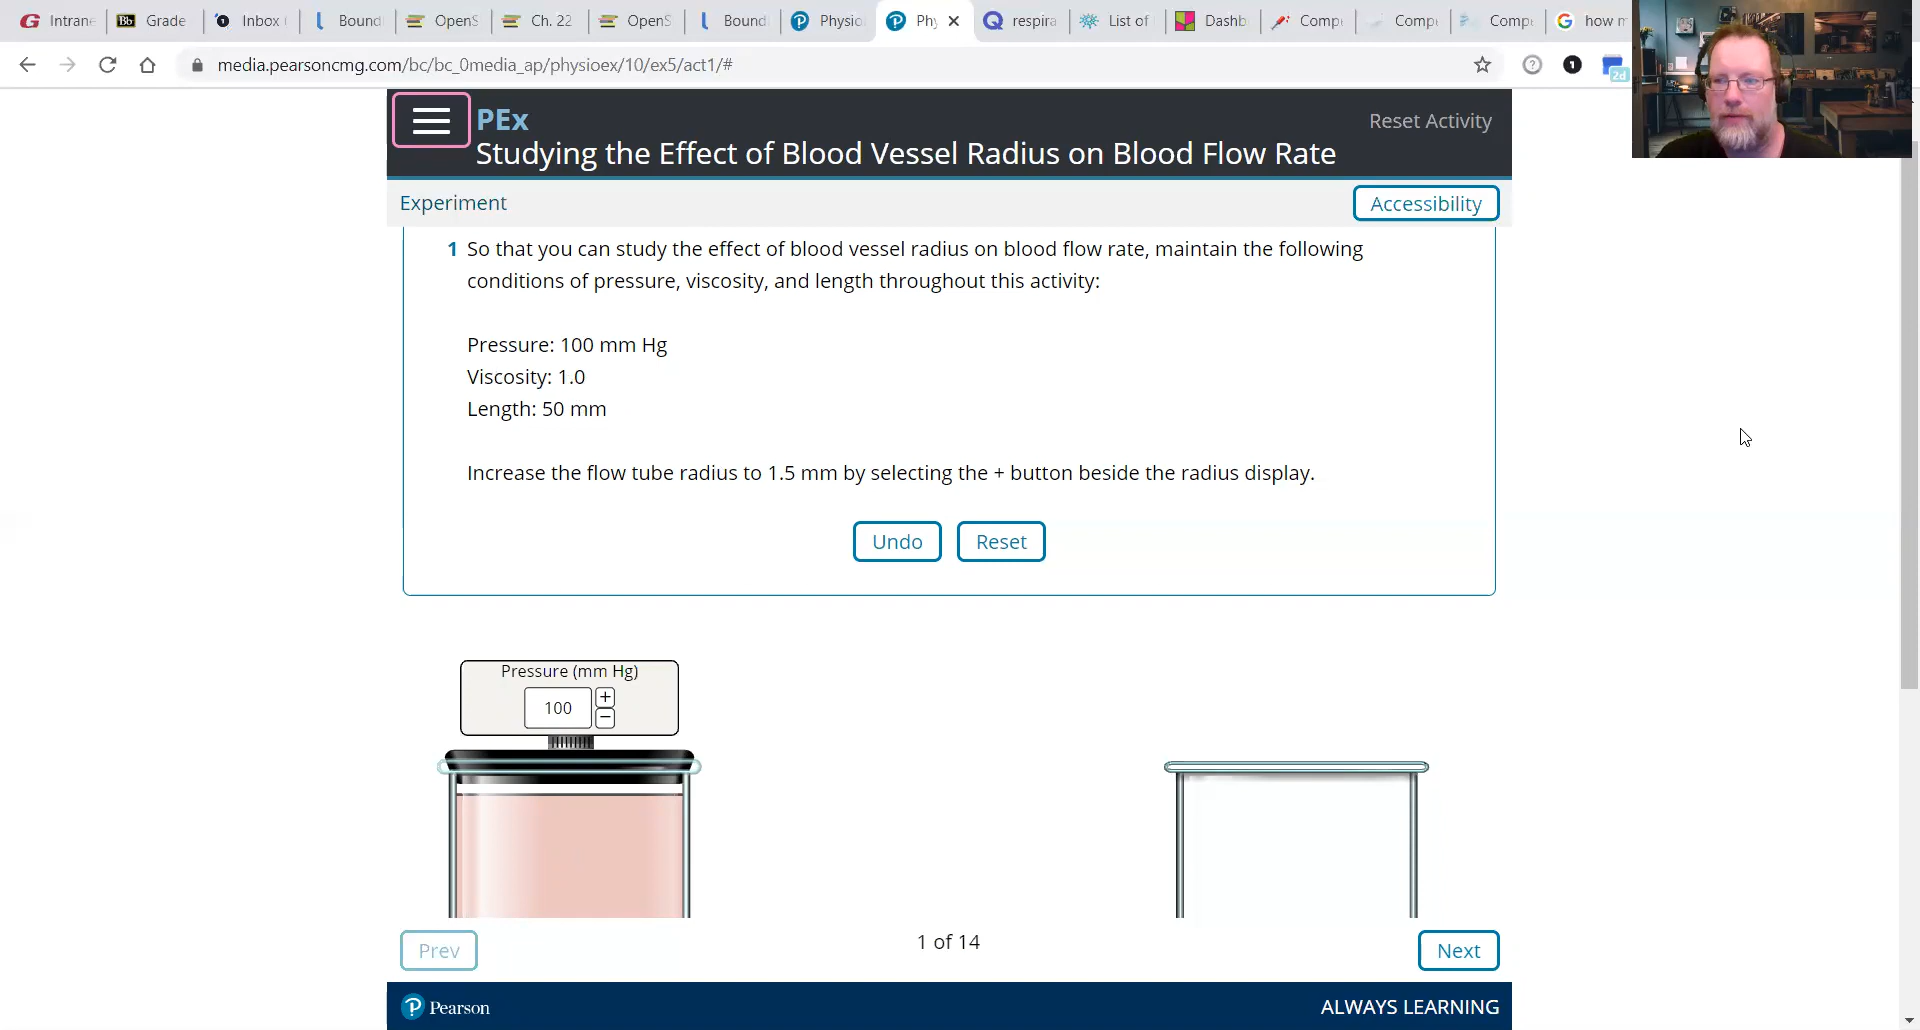 Intrane
Bb Grade
Inbox
Bound
OpenS
Ch. 22
OpenS
Bound
Physio
Phy
respira
List of
Dashb
Comp
Comp
Comp
how m
media.pearsoncmg.com/bc/bc_0media_ap/physioex/10/ex5/act1/#
2d
PEx
Reset Activity
Studying the Effect of Blood Vessel Radius on Blood Flow Rate
Experiment
Accessibility
1 So that you can study the effect of blood vessel radius on blood flow rate, maintain the following
conditions of pressure, viscosity, and length throughout this activity:
Pressure: 100 mm Hg
Viscosity: 1.0
Length: 50 mm
Increase the flow tube radius to 1.5 mm by selecting the + button beside the radius display.
Undo
Reset
Pressure (mm Hg)
100
+
−
Prev
1 of 14
Next
Pearson
ALWAYS LEARNING